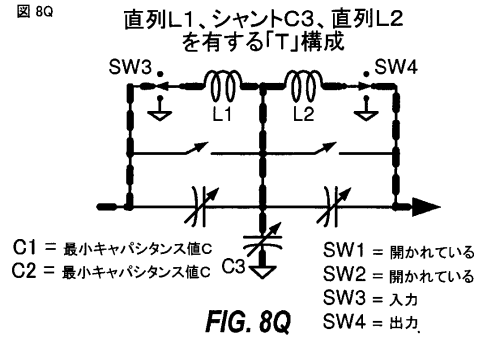 図 8Q
直列L1、シャントC3、直列L2
を有する「T」構成
SW3
SW4
L1
L2
C1 = 最小キャパシタンス値C
C2 = 最小キャパシタンス値C
C3
SW1 = 開かれている
SW2 = 開かれている
SW3 = 入力
SW4 = 出力
FIG. 8Q